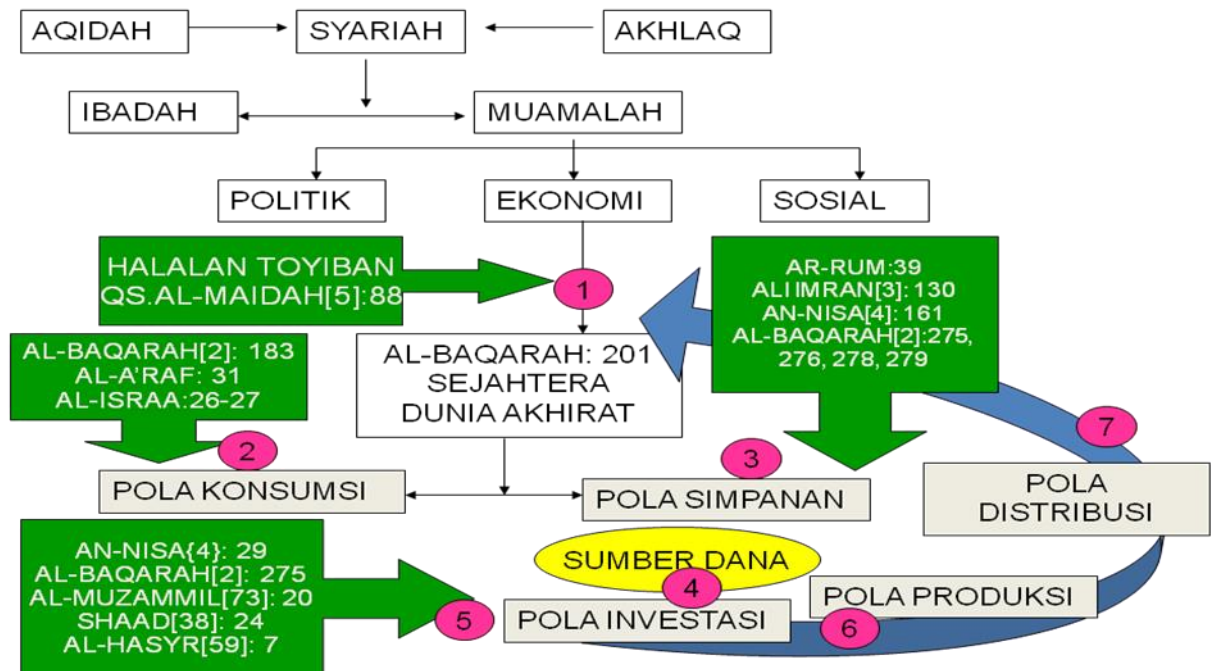 AQIDAH
SYARIAH
AKHLAQ
IBADAH
MUAMALAH
POLITIK
EKONOMI
SOSIAL
HALALAN TOYIBAN
QS.AL-MAIDAH[5]:88
1
AR-RUM:39
ALI IMRAN[3]: 130
AN-NISA[4]: 161
AL-BAQARAH[2]:275,
276, 278, 279
AL-BAQARAH[2]: 183
AL-A'RAF: 31
AL-ISRAA:26-27
AL-BAQARAH: 201
SEJAHTERA
DUNIA AKHIRAT
2
POLA KONSUMSI
3
POLA SIMPANAN
7
POLA
DISTRIBUSI
AN-NISA{4}: 29
AL-BAQARAH[2]: 275
AL-MUZAMMIL[73]: 20
SHAAD[38]: 24
AL-HASYR[59]: 7
5
SUMBER DANA
4
POLA INVESTASI
POLA PRODUKSI
6